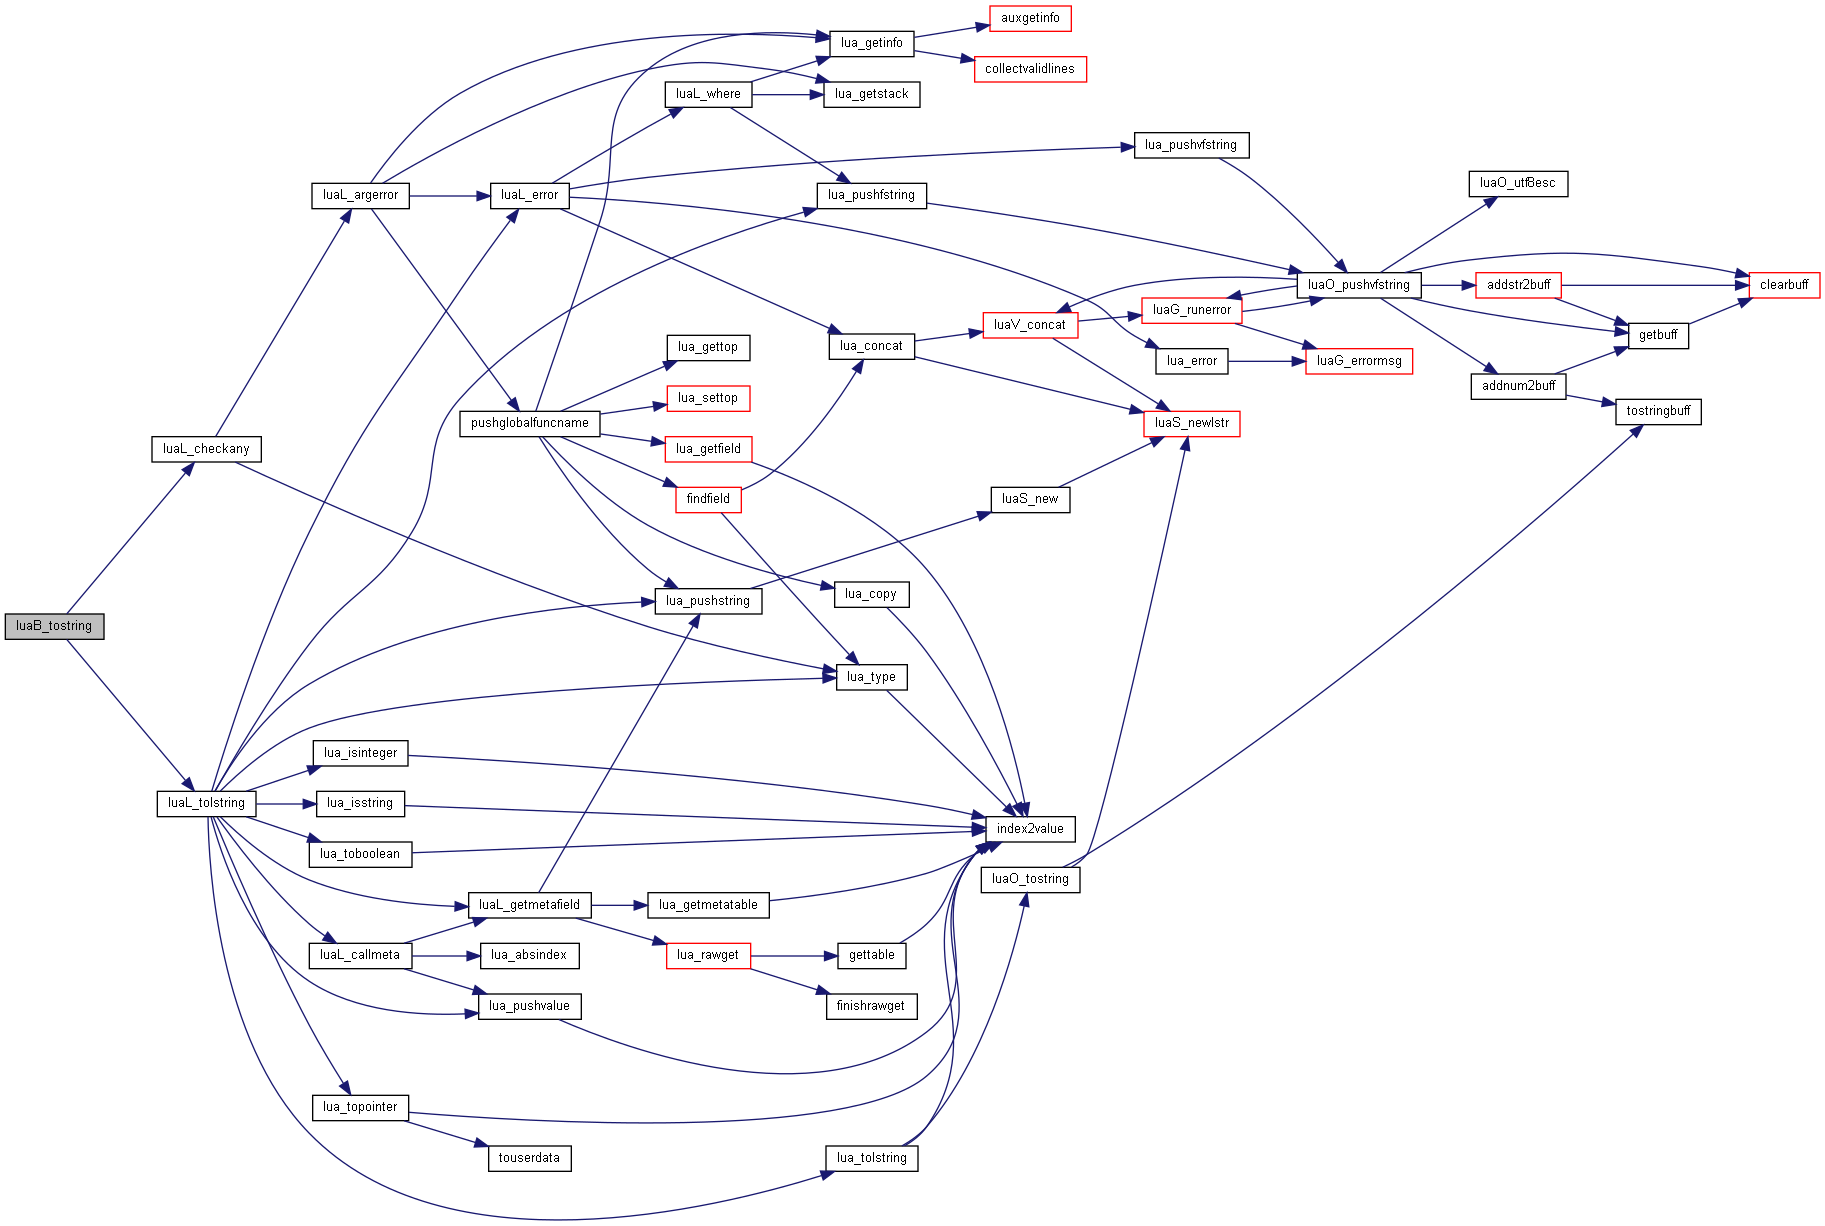 auxgetinfo
lua_getinfo
collectvalidlines
luaL_where
lua_getstack
lua_pushvfstring
luaO_utf8esc
luaL_argerror
luaL_error
lua_pushfstring
luaO_pushvfstring
addstr2buff
clearbuff
luaG_runerror
luaV_concat
getbuff
lua_gettop
lua_concat
lua_error
luaG_errormsg
addnum2buff
lua_settop
tostringbuff
pushglobalfuncname
luaS_newlstr
luaL_checkany
lua_getfield
findfield
luaS_new
lua_copy
lua_pushstring
luaB_tostring
lua_type
lua_isinteger
luaL_tolstring
lua_isstring
index2value
lua_toboolean
luaO_tostring
luaL_getmetafield
lua_getmetatable
luaL_callmeta
lua_absindex
lua_rawget
gettable
lua_pushvalue
finishrawget
lua_topointer
touserdata
lua_tolstring